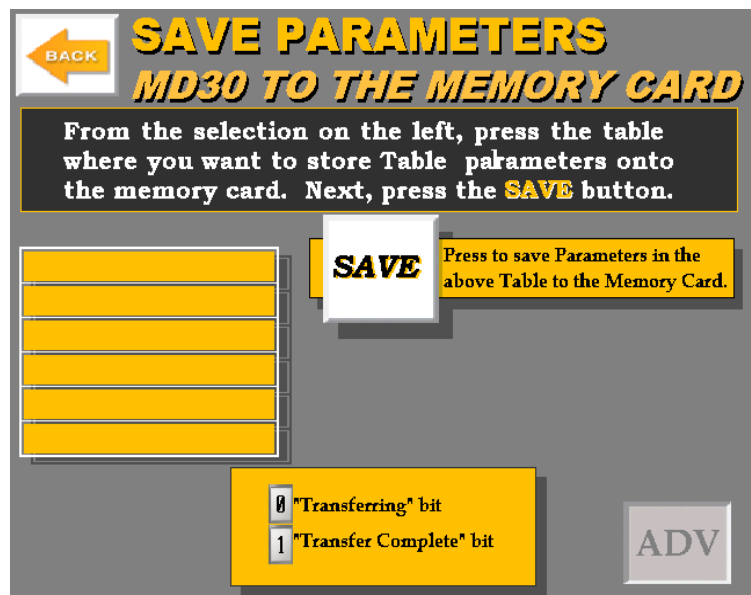 BACK
SAVE PARAMETERS
MD30 TO THE MEMORY CARD
From the selection on the left, press the table
where you want to store Table parameters onto
the memory card. Next, press the SAVE button.
SAVE
Press to save Parameters in the
above Table to the Memory Card.
0 "Transferring" bit
1 "Transfer Complete" bit
ADV